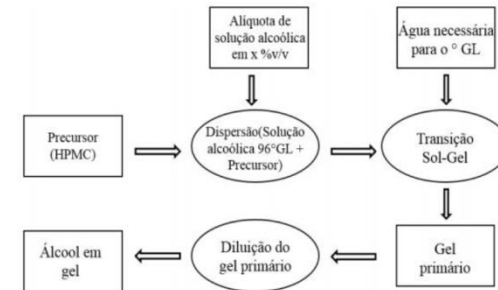 Alíquota de
solução alcoólica
em x %v/v
Água necessária
para o ° GL
Precursor
(HPMC)
Dispersão(Solução
alcoólica 96°GL +
Precursor)
Transição
Sol-Gel
Álcool em
gel
Diluição do
gel primário
Gel
primário